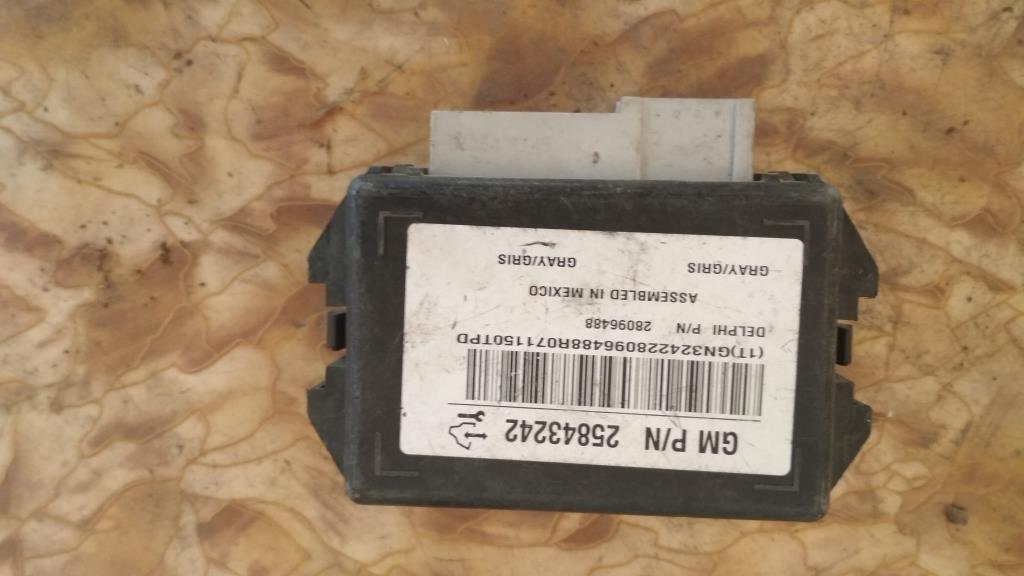 GM P/N 25843242
(1T)GN324228096488R071150TPD
DELPHI P/N 28096488
ASSEMBLED IN MEXICO
GRAY/GRIS GRAY/GRIS